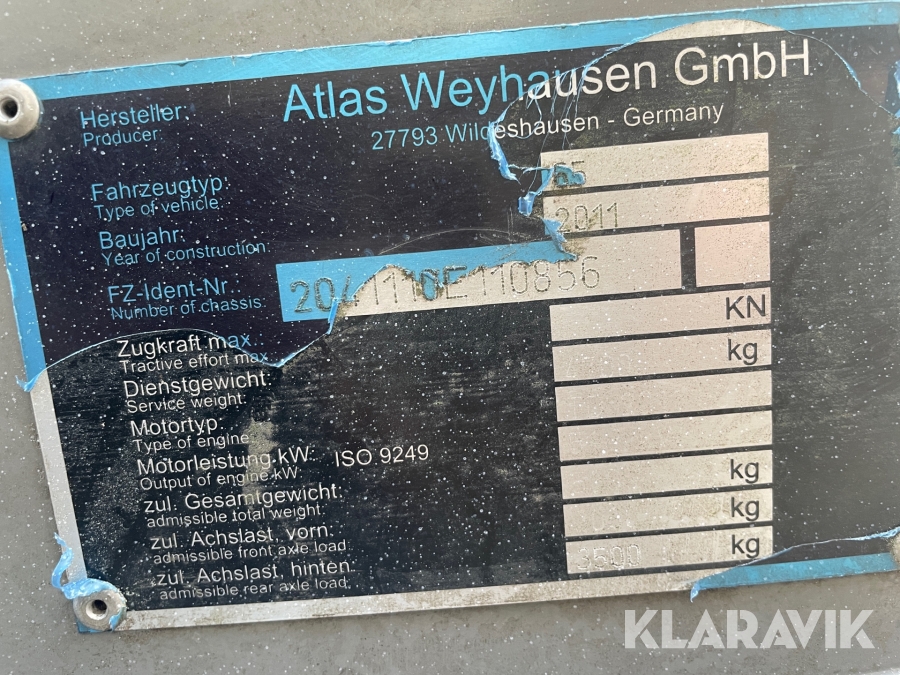 Hersteller:
Producer
Atlas Weyhausen GmbH
27793 Wildeshausen - Germany
Fahrzeugtyp:
Type of vehicle:
65
Baujahr:
Year of construction:
2011
FZ-Ident-Nr.:
Number of chassis:
2041110E110856
Zugkraft max.
Tractive effort max
KN
Dienstgewicht:
Service weight:
kg
Motortyp:
Type of engine
Motorleistung kW: ISO 9249
Output of engine kW
zul. Gesamtgewicht:
admissible total weight:
kg
zul. Achslast, vorn:
admissible front axle load:
kg
zul. Achslast, hinten:
admissible rear axle load:
3500 kg
KLARAVIK